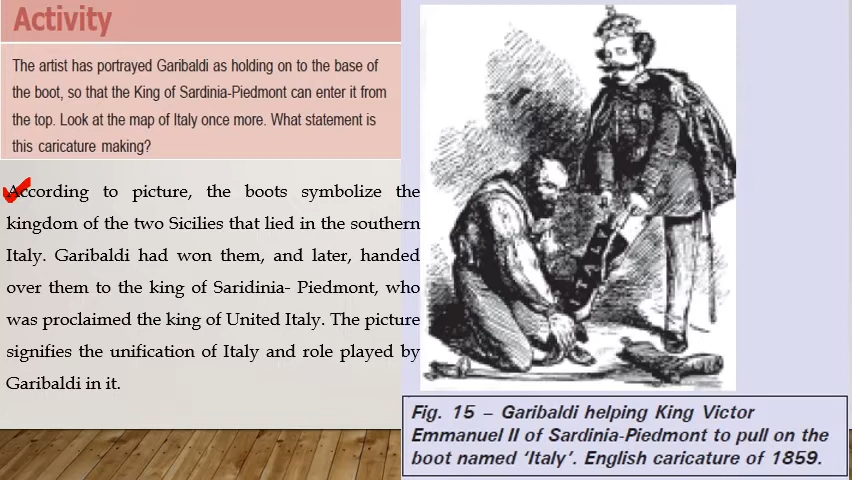 Activity
The artist has portrayed Garibaldi as holding on to the base of
the boot, so that the King of Sardinia-Piedmont can enter it from
the top. Look at the map of Italy once more. What statement is
this caricature making?
According to picture, the boots symbolize the
kingdom of the two Sicilies that lied in the southern
Italy. Garibaldi had won them, and later, handed
over them to the king of Saridinia- Piedmont, who
was proclaimed the king of United Italy. The picture
signifies the unification of Italy and role played by
Garibaldi in it.
ITALY
Fig. 15 – Garibaldi helping King Victor
Emmanuel II of Sardinia-Piedmont to pull on the
boot named ‘Italy’. English caricature of 1859.